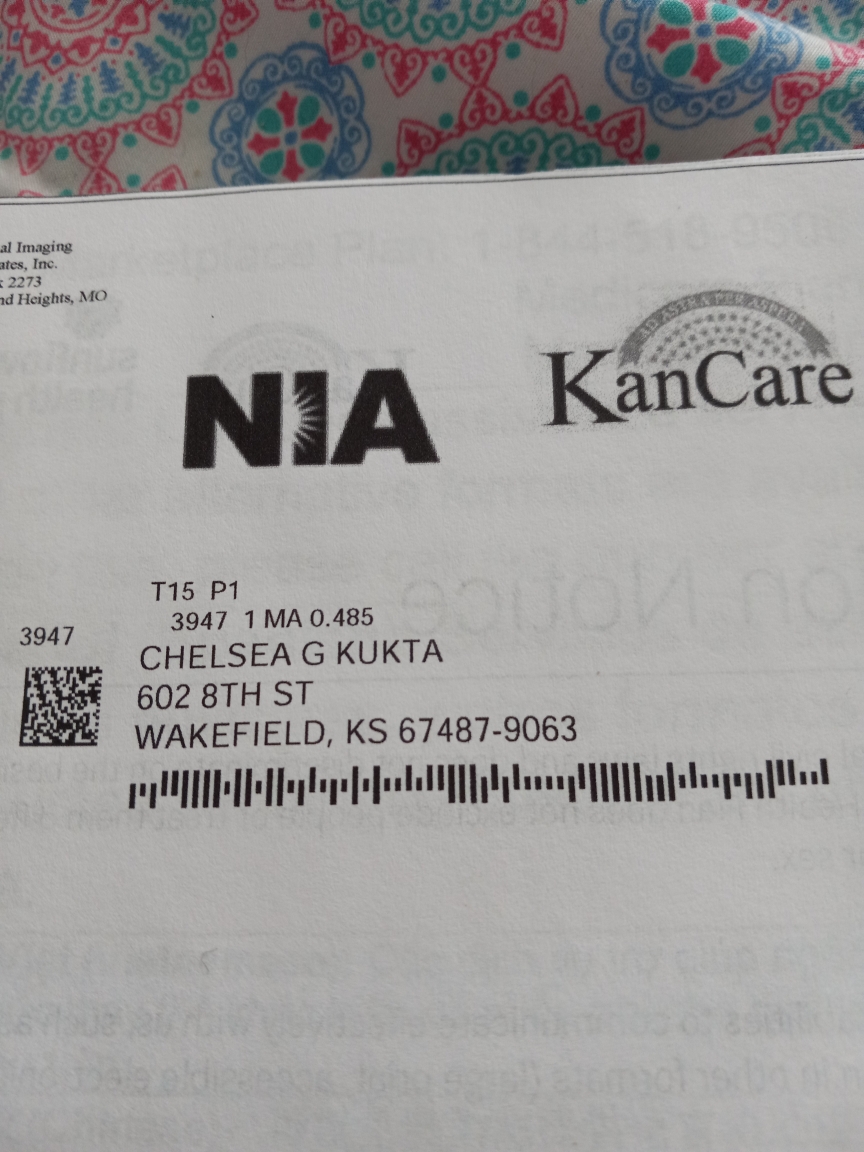 al Imaging
ates, Inc.
x 2273
nd Heights, MO
NIA
AD ASTRA PER ASPERA
KanCare
T15 P1
3947 1 MA 0.485
3947
CHELSEA G KUKTA
602 8TH ST
WAKEFIELD, KS 67487-9063